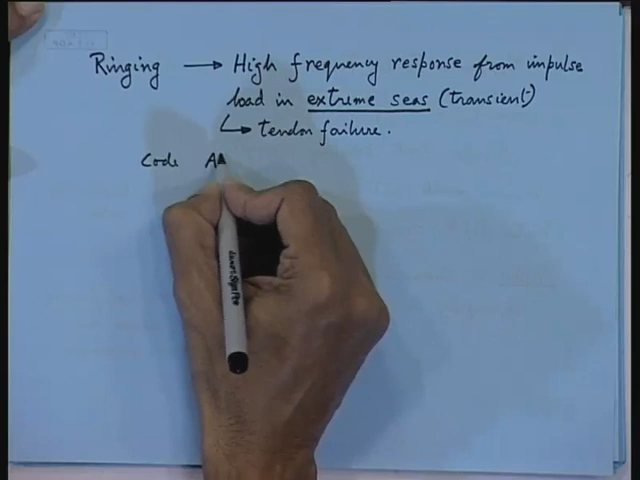 Ringing → High frequency response from impulse
load in extreme seas (transient)
↳ tendon failure.
Code A